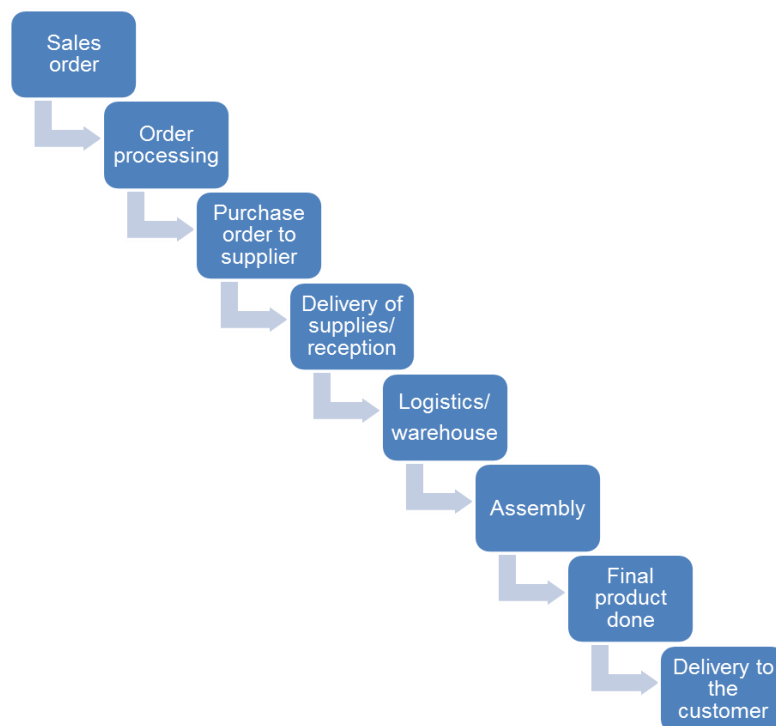 Sales
order
Order
processing
Purchase
order to
supplier
Delivery of
supplies/
reception
Logistics/
warehouse
Assembly
Final
product
done
Delivery to
the
customer